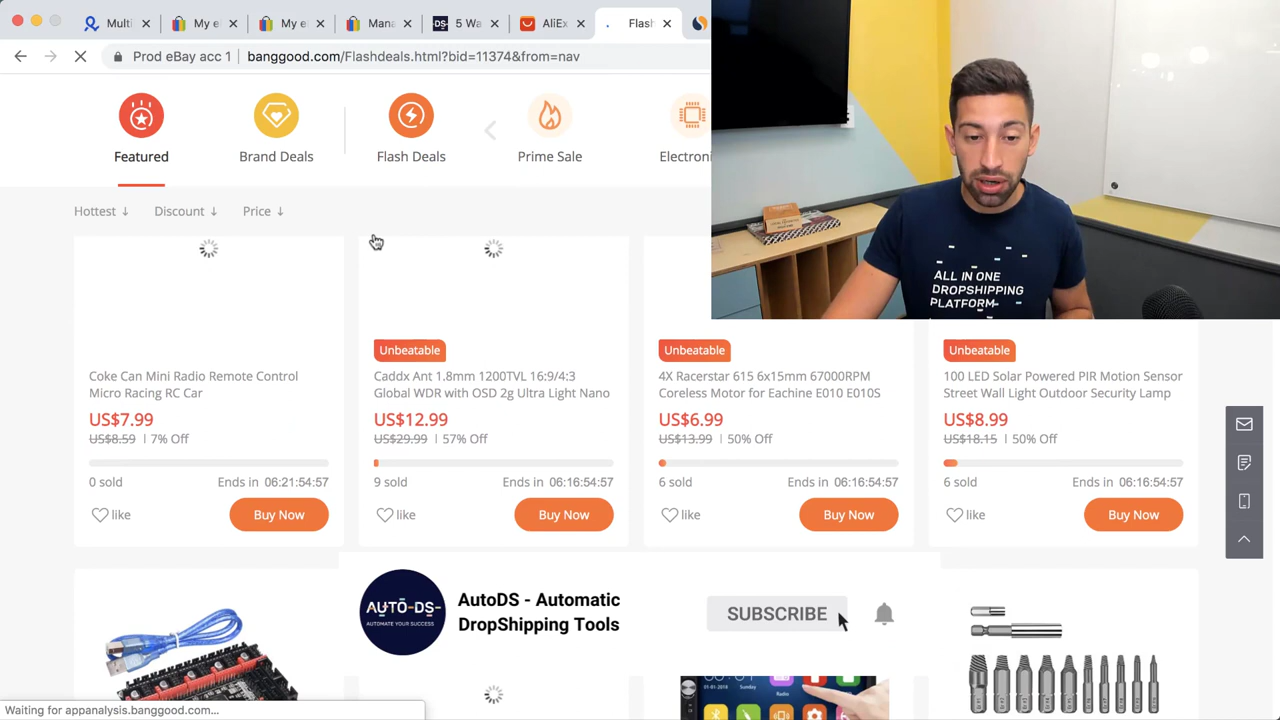 Multi
My e
My e
Mana
5 Wa
AliEx
Flash
Prod eBay acc 1
banggood.com/Flashdeals.html?bid=11374&from=nav
Featured
Brand Deals
Flash Deals
Prime Sale
Electroni
Hottest ↓
Discount ↓
Price ↓
ALL IN ONE
DROPSHIPPING
PLATFORM
Unbeatable
Unbeatable
Unbeatable
Coke Can Mini Radio Remote Control
Micro Racing RC Car
US$7.99
US$8.59 | 7% Off
0 sold
Ends in 06:21:54:57
like
Buy Now
Caddx Ant 1.8mm 1200TVL 16:9/4:3
Global WDR with OSD 2g Ultra Light Nano
US$12.99
US$29.99 | 57% Off
9 sold
Ends in 06:16:54:57
like
Buy Now
4X Racerstar 615 6x15mm 67000RPM
Coreless Motor for Eachine E010 E010S
US$6.99
US$13.99 | 50% Off
6 sold
Ends in 06:16:54:57
like
Buy Now
100 LED Solar Powered PIR Motion Sensor
Street Wall Light Outdoor Security Lamp
US$8.99
US$18.15 | 50% Off
6 sold
Ends in 06:16:54:57
like
Buy Now
AUTO-DS-
AUTOMATE YOUR SUCCESS
AutoDS - Automatic
DropShipping Tools
SUBSCRIBE
Radio
Waiting for aapanalysis.banggood.com...